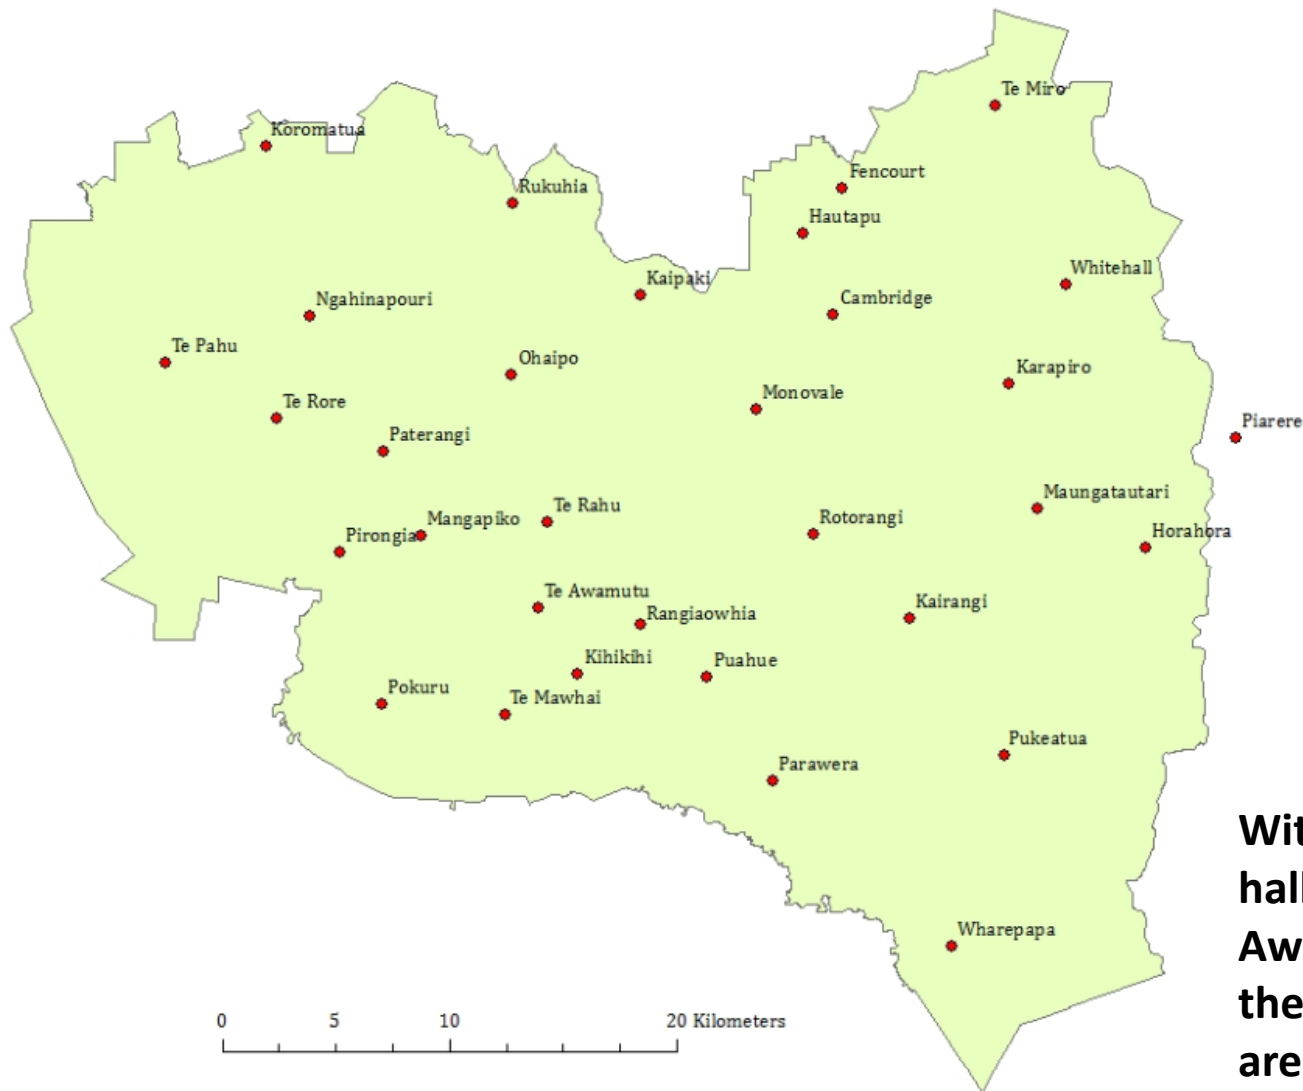 Te Miro
Koromatua
Fencourt
Rukuhia
Hautapu
Whitehall
Kaipaki
Ngahinapouri
Cambridge
Te Pahu
Ohaipo
Karapiro
Monovale
Te Rore
Piarere
Paterangi
Maungatautari
Te Rahu
Mangapiko
Rotorangi
Horahora
Pirongia
Te Awamutu
Kairangi
Rangiaowhia
Kihikihi
Puahue
Pokuru
Te Mawhai
Pukeatua
Parawera
Wharepapa
0 5 10 20 Kilometers
hall
Aw
the
are